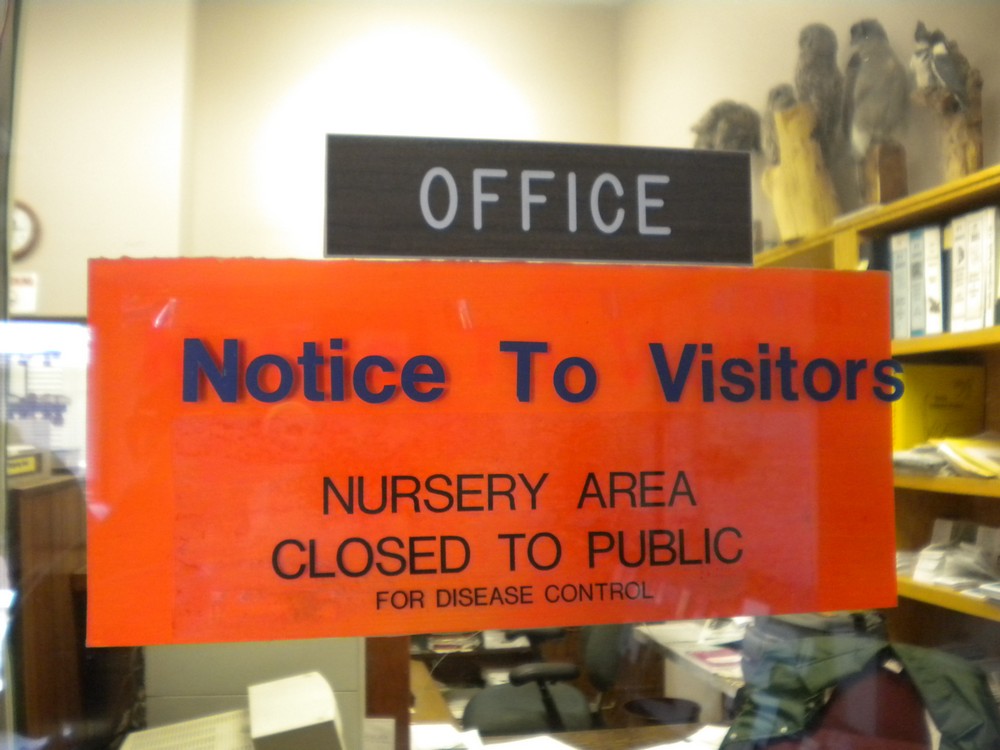 OFFICE
Notice To Visitors
NURSERY AREA
CLOSED TO PUBLIC
FOR DISEASE CONTROL